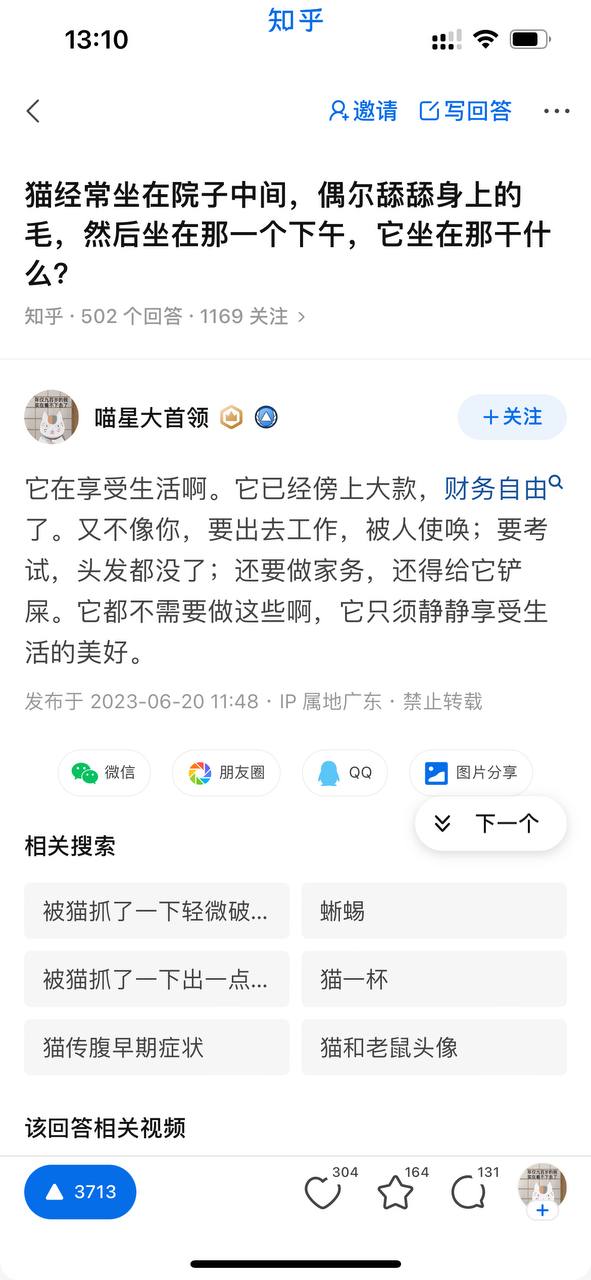 知乎
13:10
邀请 写回答
猫经常坐在院子中间，偶尔舔舔身上的
毛，然后坐在那一个下午，它坐在那干什
么？
知乎 · 502 个回答 · 1169 关注 >
喵星大首领
+关注
它在享受生活啊。它已经傍上大款，财务自由
了。又不像你，要出去工作，被人使唤；要考
试，头发都没了；还要做家务，还得给它铲
屎。它都不需要做这些啊，它只须静静享受生
活的美好。
发布于 2023-06-20 11:48 · IP 属地广东 · 禁止转载
微信 朋友圈 QQ 图片分享
下一个
相关搜索
被猫抓了一下轻微破... 蜥蜴
被猫抓了一下出一点... 猫一杯
猫传腹早期症状 猫和老鼠头像
该回答相关视频
3713 304 164 131